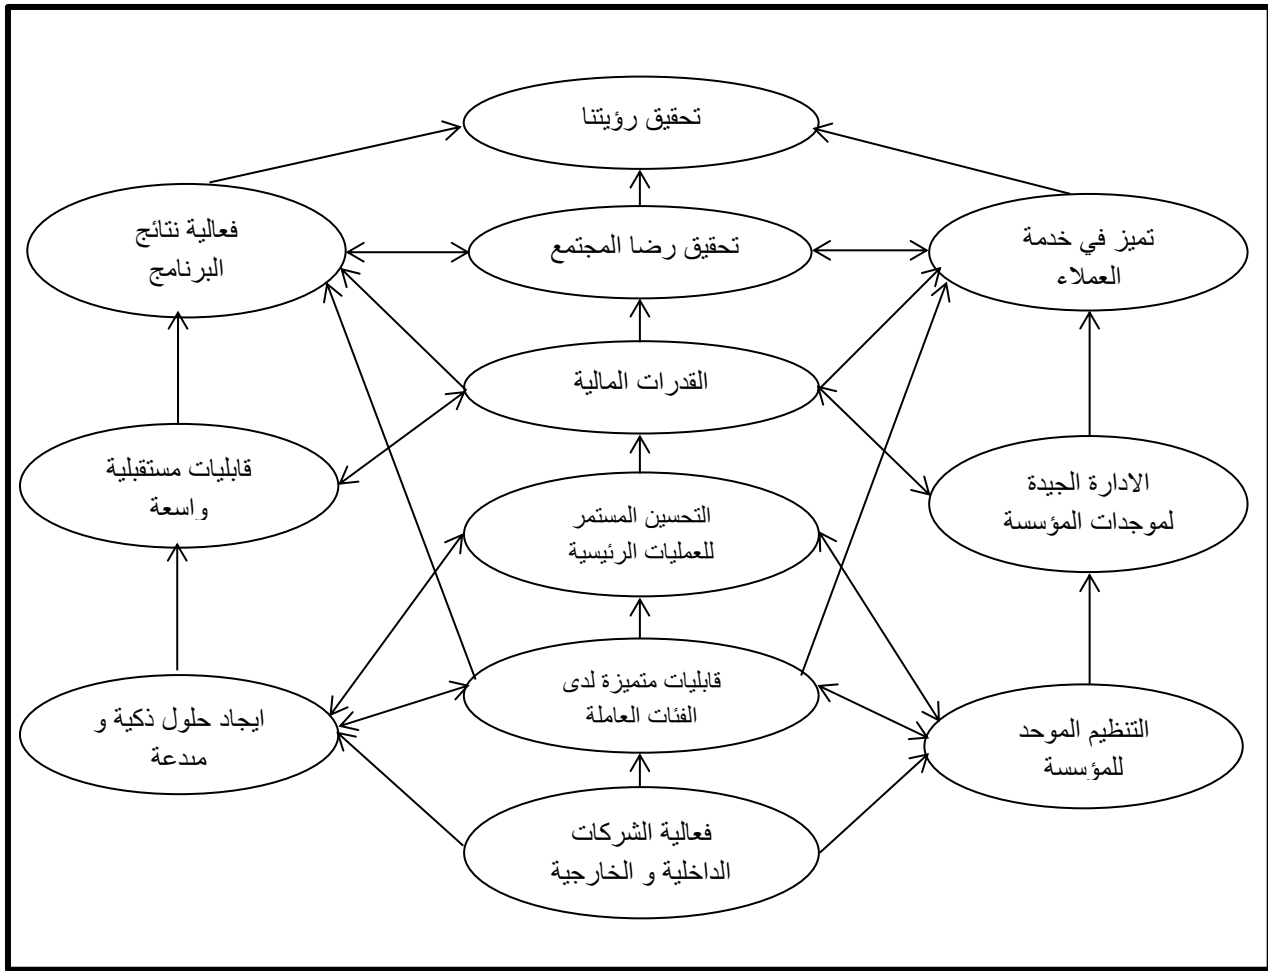 تحقيق رؤيتنا
فعالية نتائج
البرنامج
تحقيق رضا المجتمع
تميز في خدمة
العملاء
القدرات المالية
قابليات مستقبلية
واسعة
التحسين المستمر
للعمليات الرئيسية
الادارة الجيدة
لموجدات المؤسسة
قابليات متميزة لدى
الفئات العاملة
ايجاد حلول ذكية و
مبدعة
التنظيم الموحد
للمؤسسة
فعالية الشركات
الداخلية و الخارجية